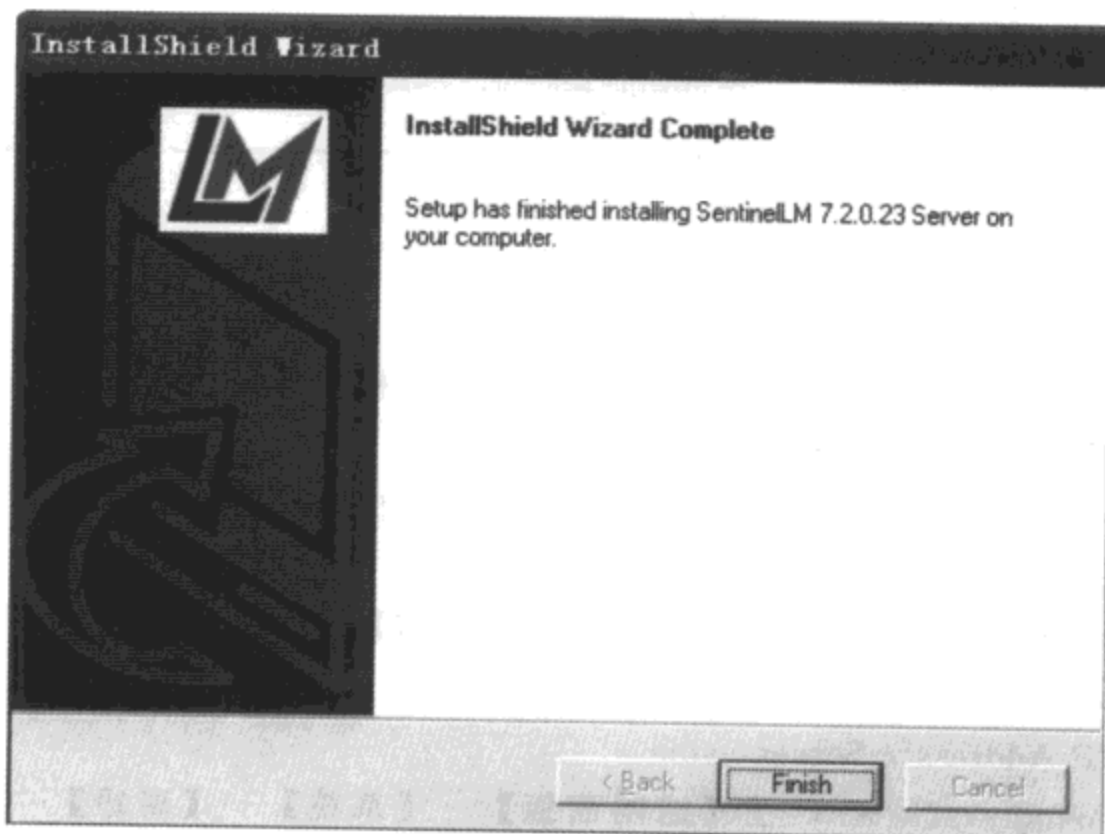 InstallShield Wizard
LM
InstallShield Wizard Complete
Setup has finished installing SentinelLM 7.2.0.23 Server on
your computer.
< Back
Finish
Cancel